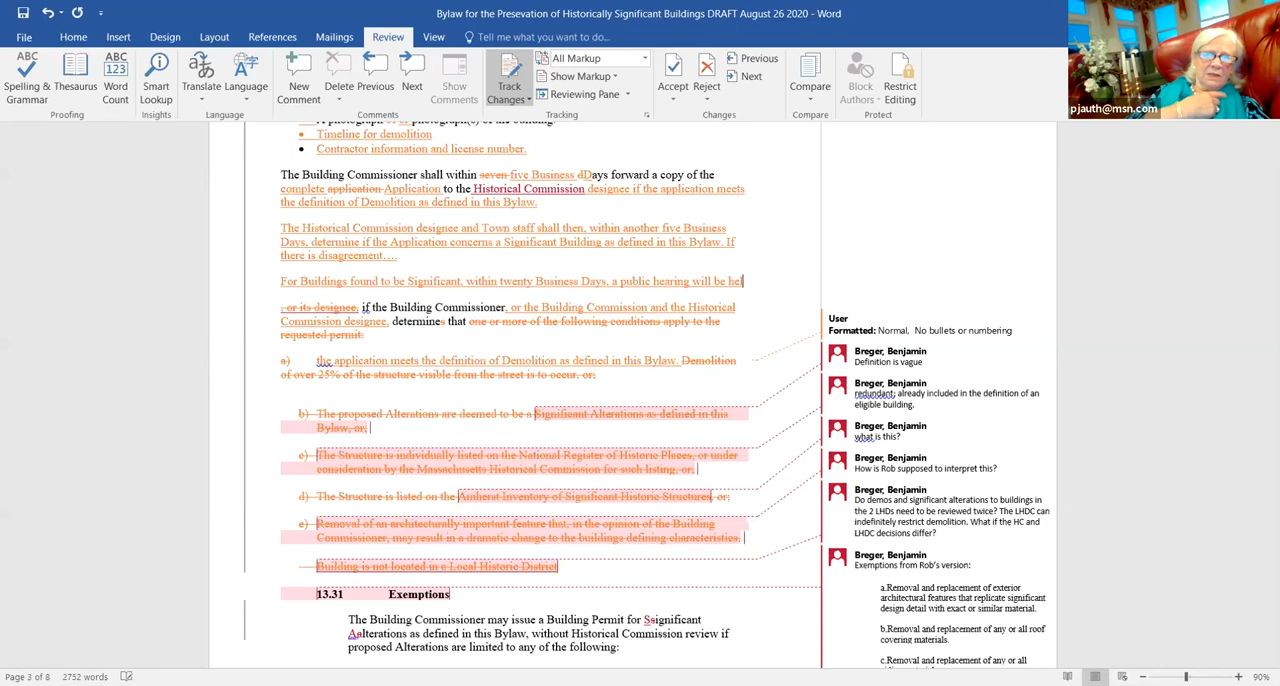 Bylaw for the Presevation of Historically Significant Buildings DRAFT August 26 2020 - Word
File Home Insert Design Layout References Mailings Review View Tell me what you want to do...
ABC Spelling & Grammar
Thesaurus
ABC 123 Word Count
Smart Lookup
Translate
Language
New Comment
Delete
Previous
Next
Show Comments
Track Changes
All Markup
Show Markup
Reviewing Pane
Accept
Reject
Previous
Next
Compare
Block Authors
Restrict Editing
Proofing Insights Language Comments Tracking Changes Compare Protect
pjauth@msn.com
• Timeline for demolition
• Contractor information and license number.
The Building Commissioner shall within seven five Business dDays forward a copy of the
complete application Application to the Historical Commission designee if the application meets
the definition of Demolition as defined in this Bylaw.
The Historical Commission designee and Town staff shall then, within another five Business
Days, determine if the Application concerns a Significant Building as defined in this Bylaw. If
there is disagreement….
For Buildings found to be Significant, within twenty Business Days, a public hearing will be hel
, or its designee, if the Building Commissioner, or the Building Commission and the Historical
Commission designee, determines that one or more of the following conditions apply to the
requested permit:
a) the application meets the definition of Demolition as defined in this Bylaw. Demolition
of over 25% of the structure visible from the street is to occur, or;
b) The proposed Alterations are deemed to be a Significant Alterations as defined in this
Bylaw, or,
c) The Structure is individually listed on the National Register of Historic Places, or under
consideration by the Massachusetts Historical Commission for such listing, or,
d) The Structure is listed on the Amherst Inventory of Significant Historic Structures, or;
e) Removal of an architecturally important feature that, in the opinion of the Building
Commissioner, may result in a dramatic change to the buildings defining characteristics.
Building is not located in a Local Historic District
13.31 Exemptions
The Building Commissioner may issue a Building Permit for Ssignificant
Aalterations as defined in this Bylaw, without Historical Commission review if
proposed Alterations are limited to any of the following:
User
Formatted: Normal, No bullets or numbering
Breger, Benjamin
Definition is vague
Breger, Benjamin
redundant; already included in the definition of an
eligible building.
Breger, Benjamin
what is this?
Breger, Benjamin
How is Rob supposed to interpret this?
Breger, Benjamin
Do demos and significant alterations to buildings in
the 2 LHDs need to be reviewed twice? The LHDC can
indefinitely restrict demolition. What if the HC and
LHDC decisions differ?
Breger, Benjamin
Exemptions from Rob's version:
a.Removal and replacement of exterior
architectural features that replicate significant
design detail with exact or similar material.
b.Removal and replacement of any or all roof
covering materials.
c.Removal and replacement of any or all
Page 3 of 8 2752 words
90%